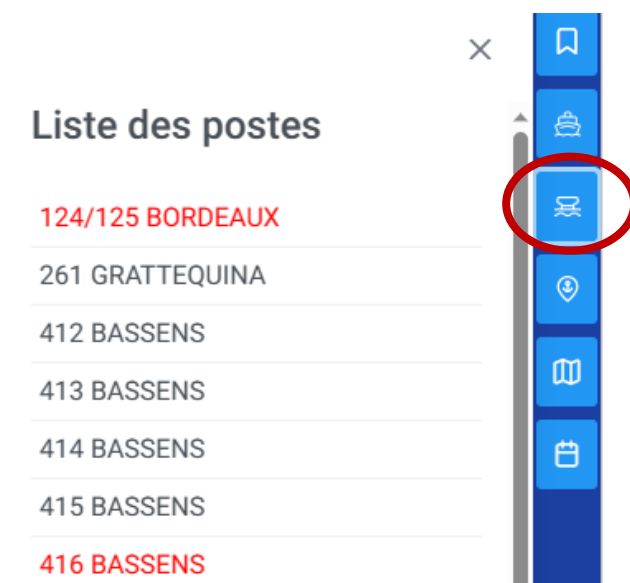 Liste des postes
124/125 BORDEAUX
261 GRATTEQUINA
412 BASSENS
413 BASSENS
414 BASSENS
415 BASSENS
416 BASSENS